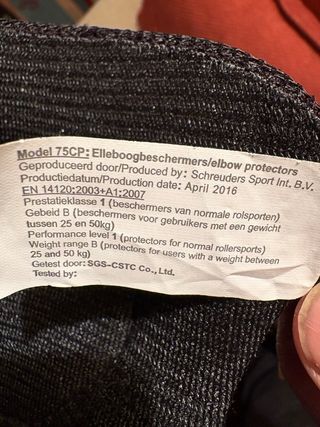 Model 75CP: Elleboogbeschermers/elbow protectors
Geproduceerd door/Produced by: Schreuders Sport Int. B.V.
Productiedatum/Production date: April 2016
EN 14120:2003+A1:2007
Prestatieklasse 1 (beschermers van normale rolsporten)
Gebeid B (beschermers voor gebruikers met een gewicht
tussen 25 en 50kg)
Performance level 1 (protectors for normal rollersports)
Weight range B (protectors for users with a weight between
25 and 50 kg)
Getest door: SGS-CSTC Co., Ltd.
Tested by: